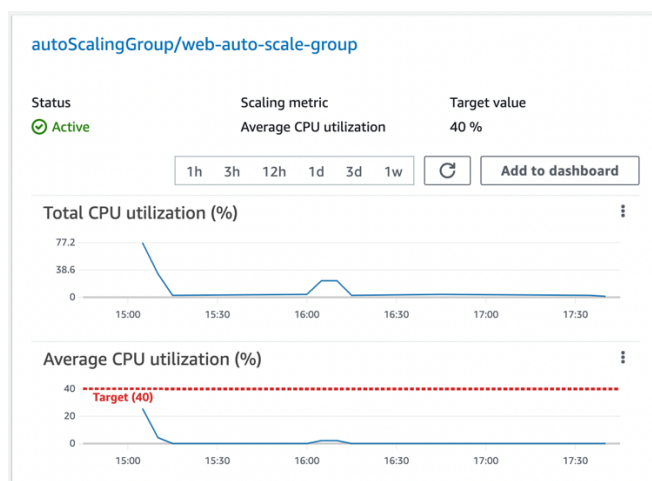 autoScalingGroup/web-auto-scale-group
Status Scaling metric Target value
Active Average CPU utilization 40 %
1h 3h 12h 1d 3d 1w Add to dashboard
Total CPU utilization (%)
77.2
38.6
0
15:00 15:30 16:00 16:30 17:00 17:30
Average CPU utilization (%)
40
Target (40)
20
0
15:00 15:30 16:00 16:30 17:00 17:30